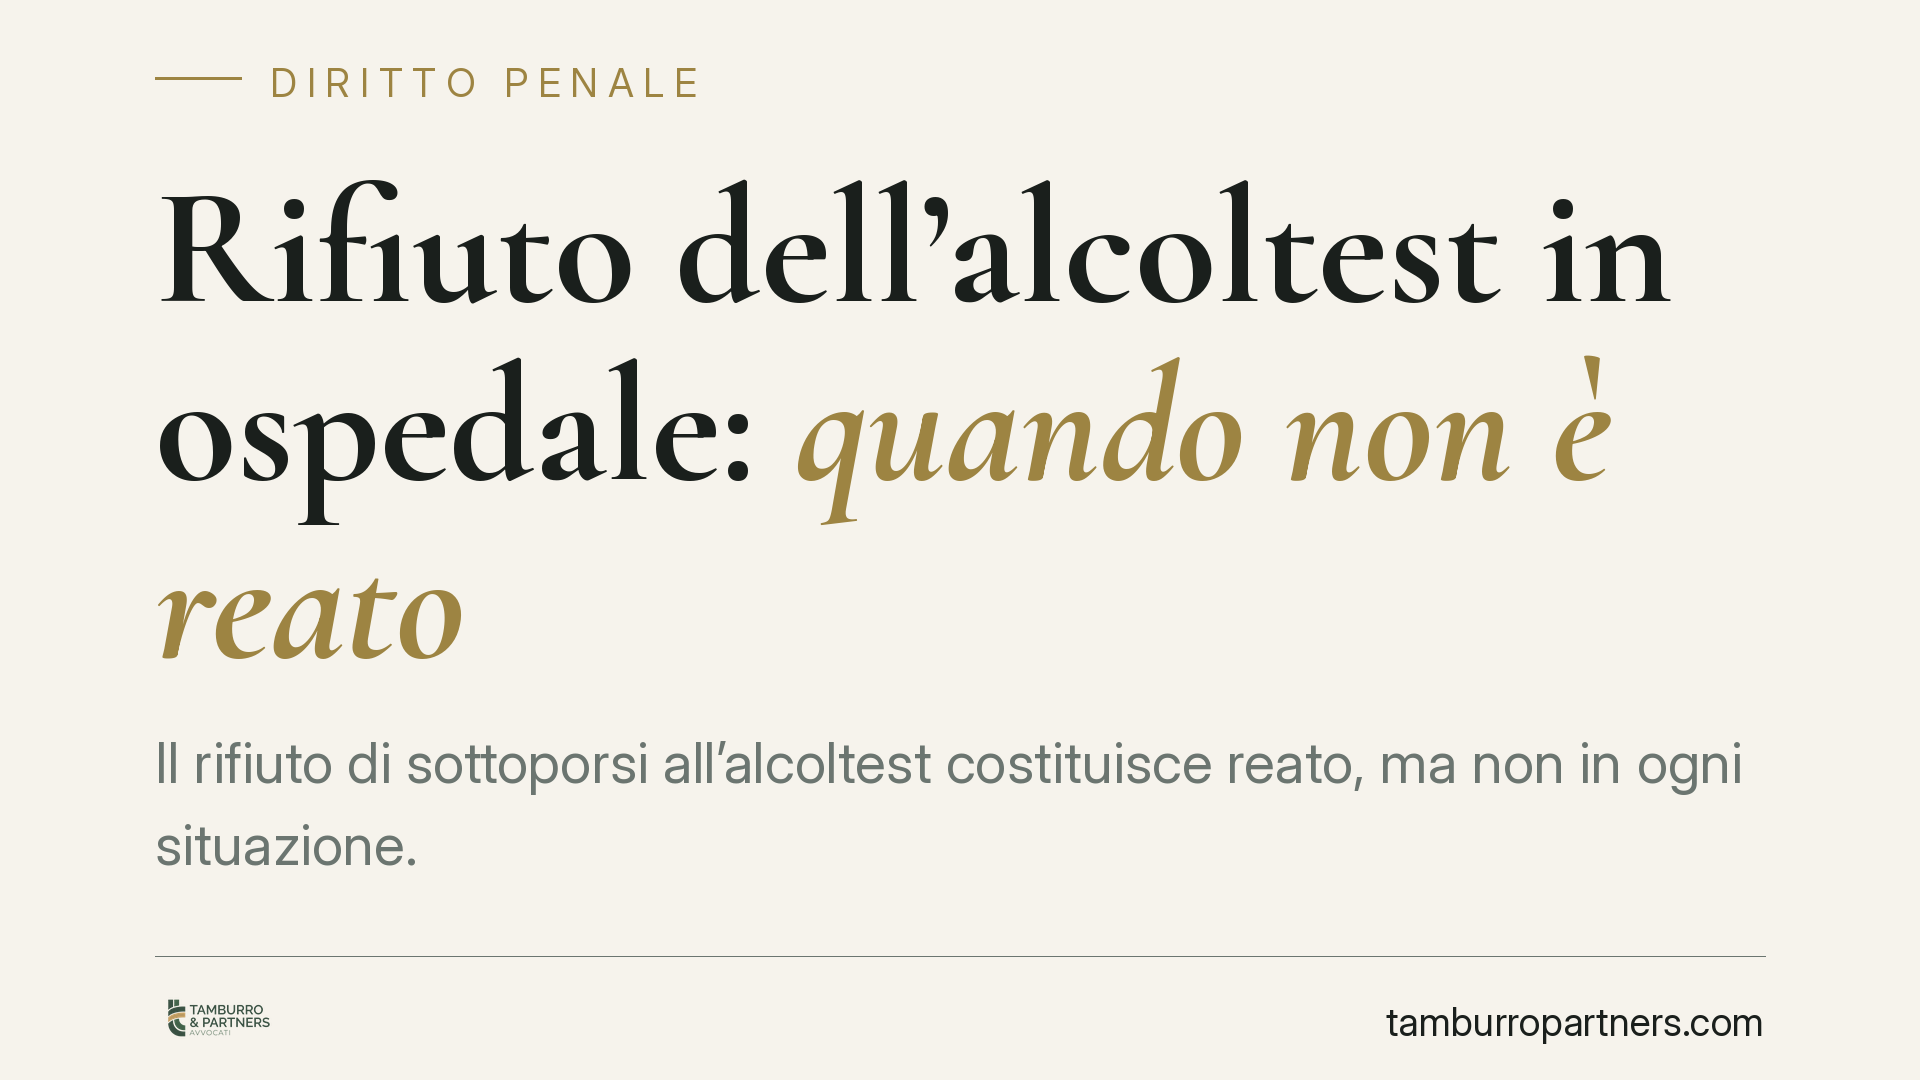 DIRITTO PENALE
Rifiuto dell’alcoltest in
ospedale: quando non è
reato
Il rifiuto di sottoporsi all’alcoltest costituisce reato, ma non in ogni
situazione.
TAMBURRO
& PARTNERS
AVVOCATI
tamburropartners.com